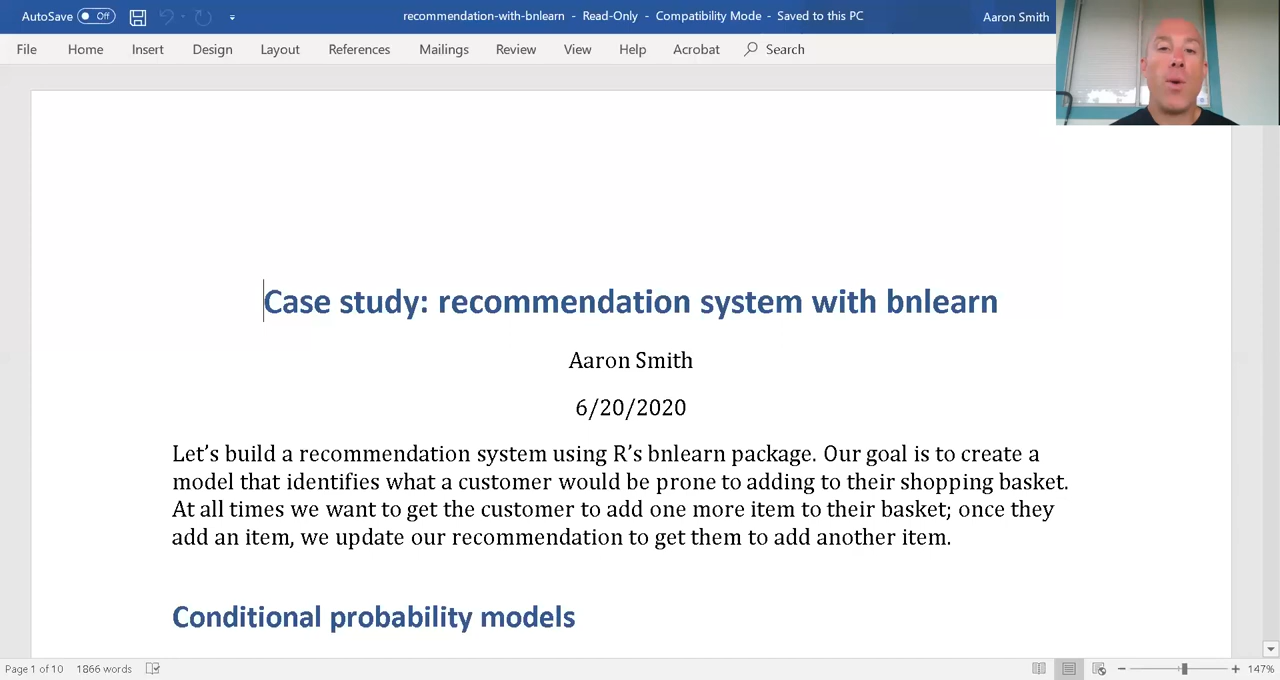 AutoSave Off recommendation-with-bnlearn - Read-Only - Compatibility Mode - Saved to this PC Aaron Smith
File Home Insert Design Layout References Mailings Review View Help Acrobat Search
Case study: recommendation system with bnlearn
Aaron Smith
6/20/2020
Let’s build a recommendation system using R’s bnlearn package. Our goal is to create a
model that identifies what a customer would be prone to adding to their shopping basket.
At all times we want to get the customer to add one more item to their basket; once they
add an item, we update our recommendation to get them to add another item.
Conditional probability models
Page 1 of 10 1866 words 147%